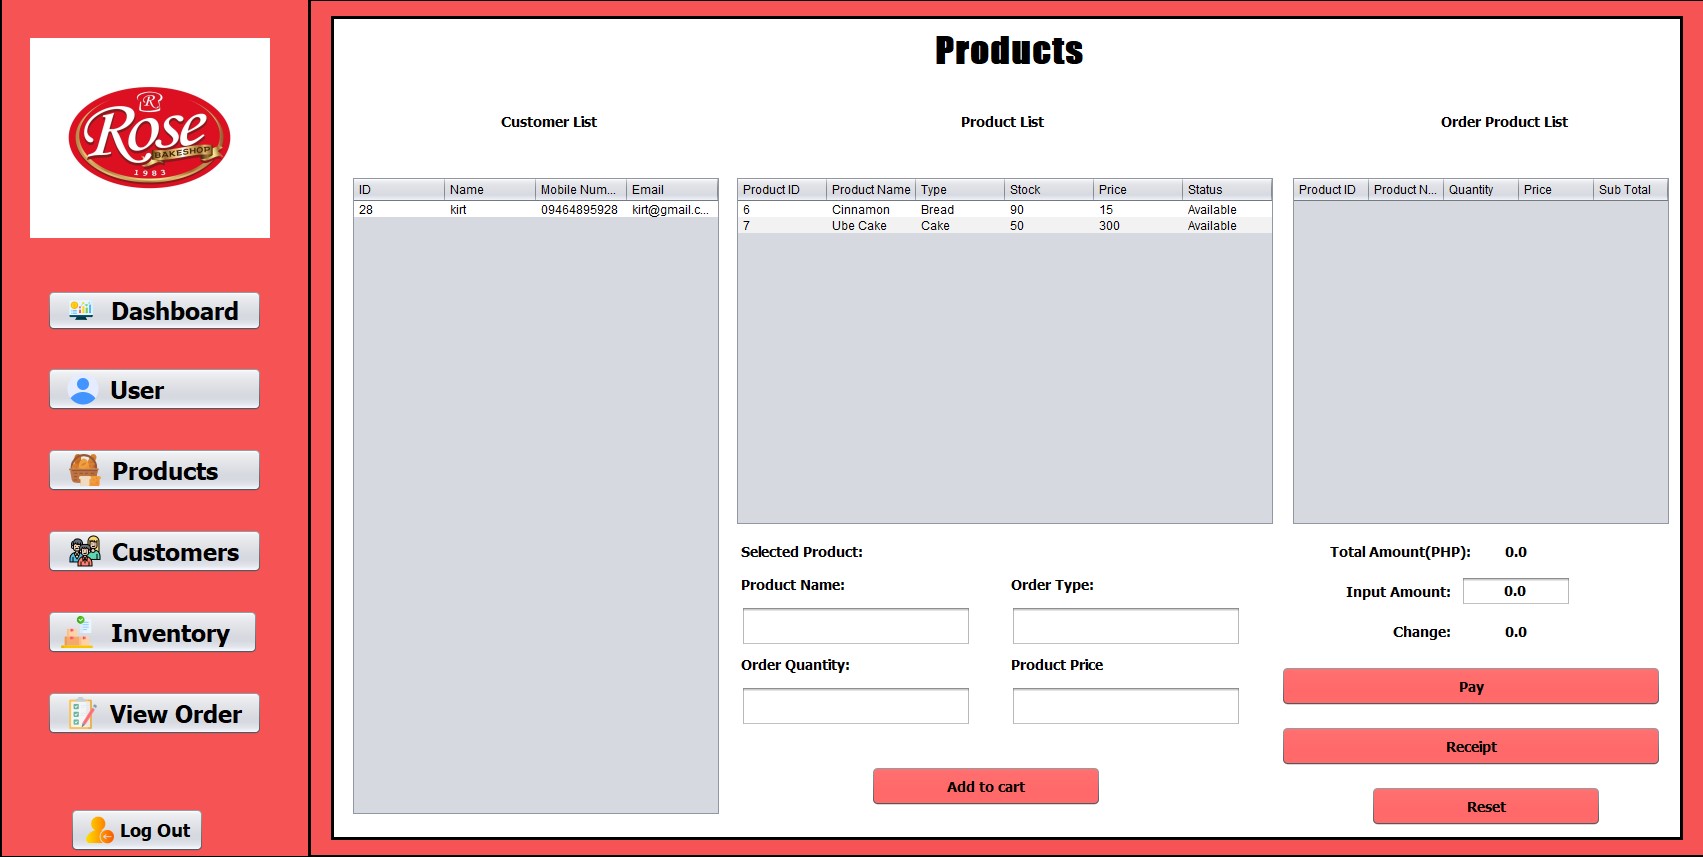 R
Rose
BAKESHOP
1983
Dashboard
User
Products
Customers
Inventory
View Order
Log Out
Products
Customer List
ID Name Mobile Num... Email
28 kirt 09464895928 kirt@gmail.c...
Product List
Product ID Product Name Type Stock Price Status
6 Cinnamon Bread 90 15 Available
7 Ube Cake Cake 50 300 Available
Selected Product:
Product Name: Order Type:
Order Quantity: Product Price
Add to cart
Order Product List
Product ID Product N... Quantity Price Sub Total
Total Amount(PHP): 0.0
Input Amount: 0.0
Change: 0.0
Pay
Receipt
Reset